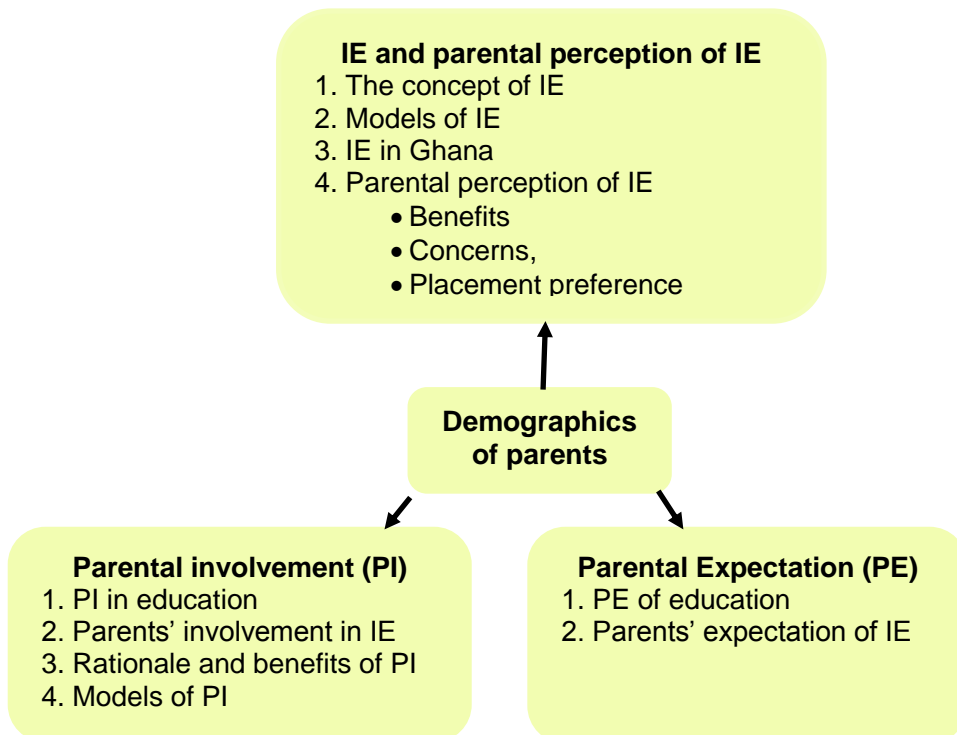 IE and parental perception of IE
1. The concept of IE
2. Models of IE
3. IE in Ghana
4. Parental perception of IE
• Benefits
• Concerns,
• Placement preference
Demographics
of parents
Parental involvement (PI)
1. PI in education
2. Parents’ involvement in IE
3. Rationale and benefits of PI
4. Models of PI
Parental Expectation (PE)
1. PE of education
2. Parents’ expectation of IE